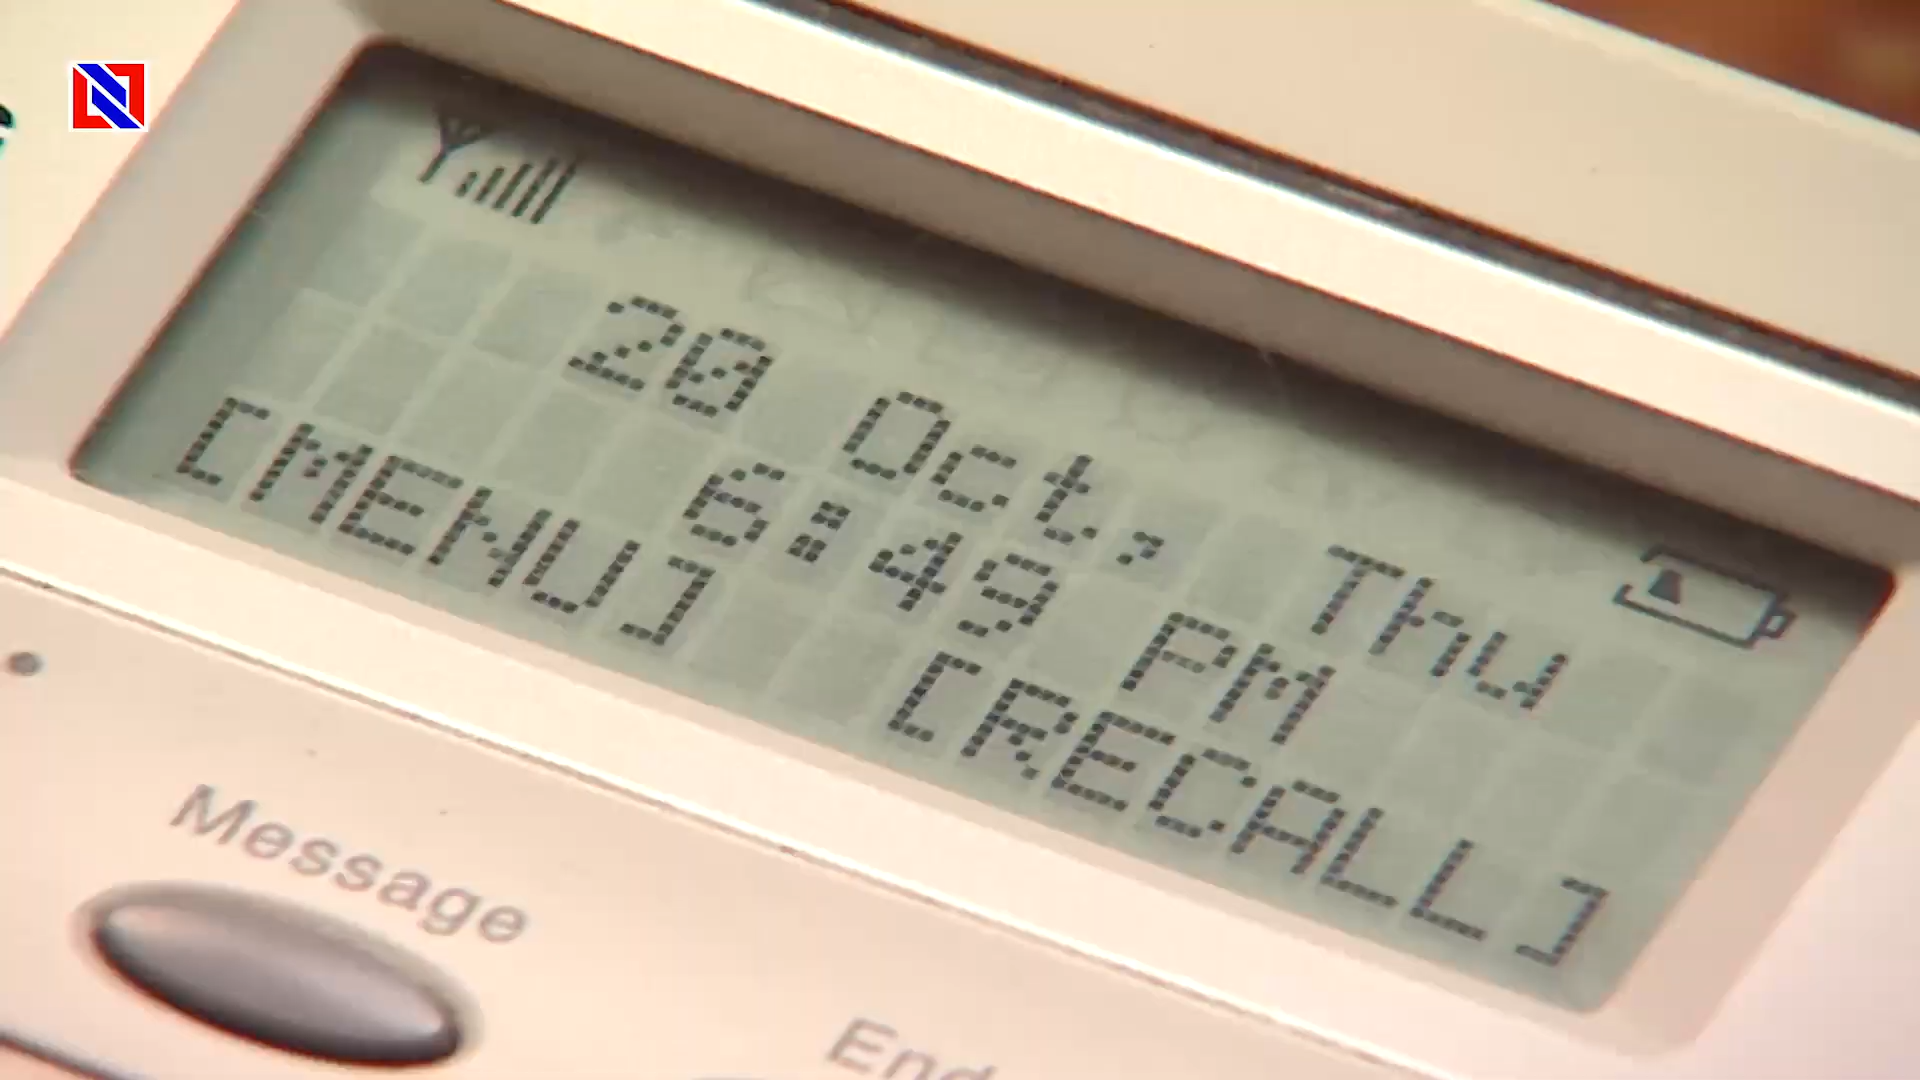 20 Oct, Thu
6:49 PM
[MENU] [RECALL]
Message
End